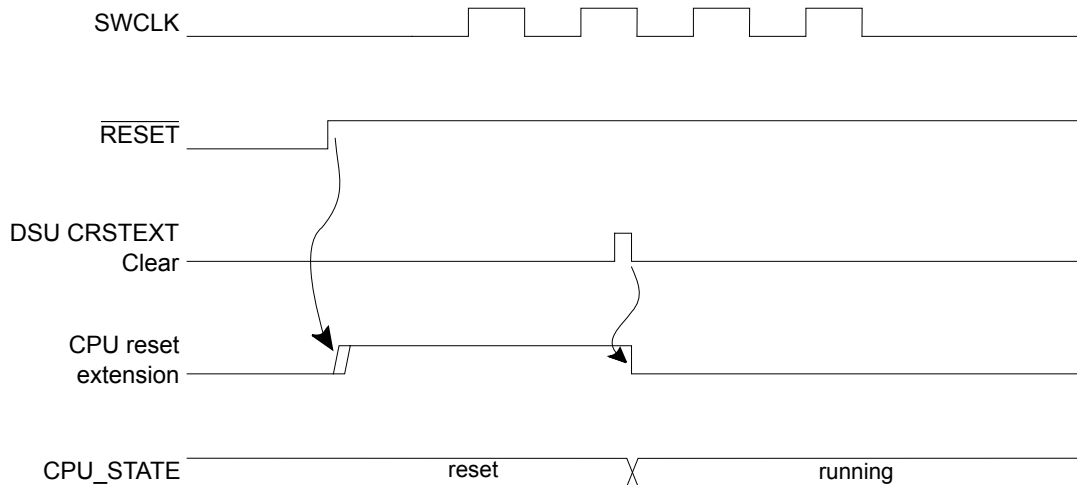 SWCLK
RESET
DSU CRSTEXT
Clear
CPU reset
extension
CPU_STATE reset running